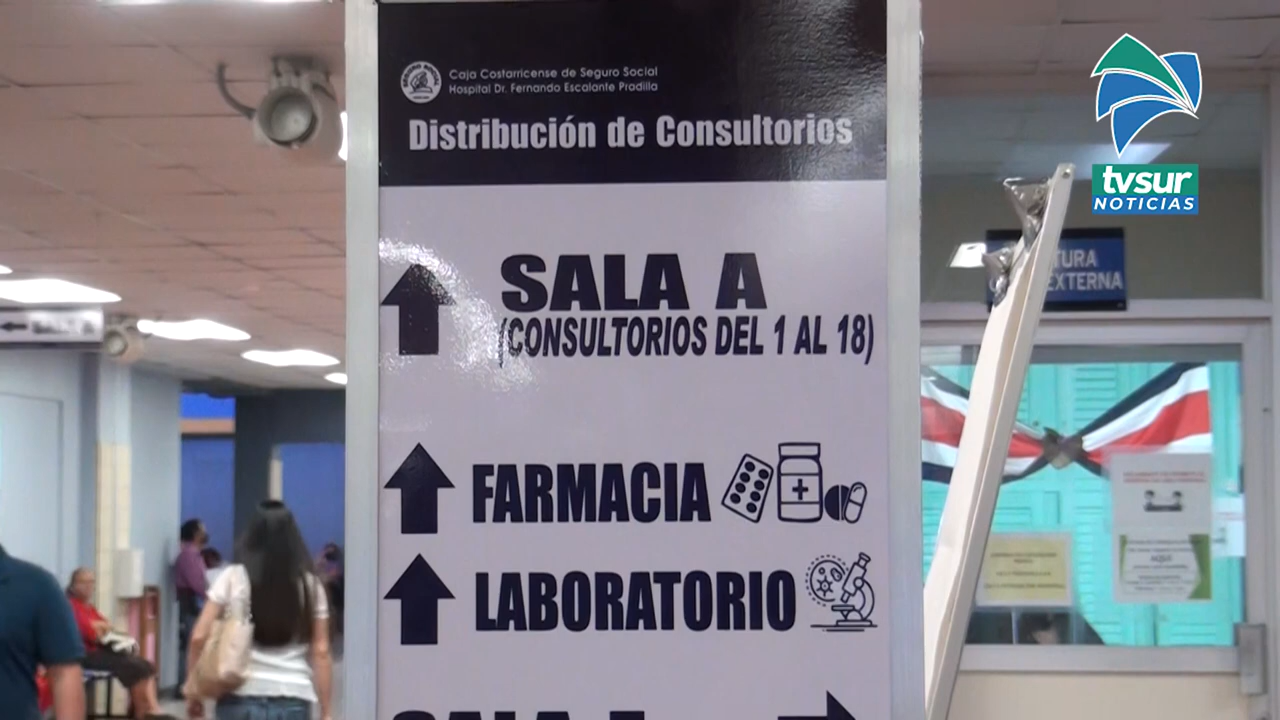 Caja Costarricense de Seguro Social
Hospital Dr. Fernando Escalante Pradilla
Distribución de Consultorios
SALA A
(CONSULTORIOS DEL 1 AL 18)
FARMACIA
LABORATORIO
tvsur
NOTICIAS
EXTERNA